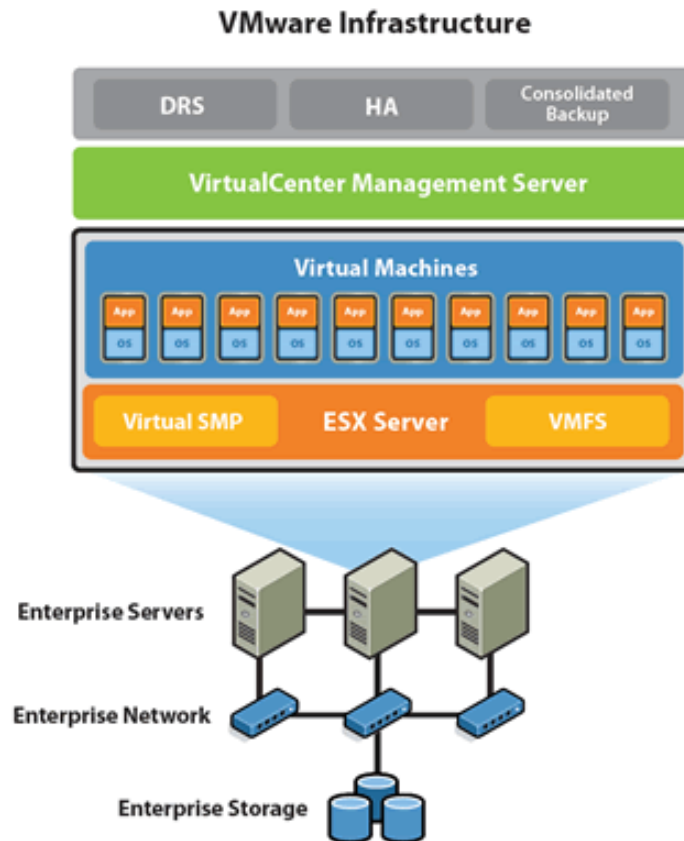 VMware Infrastructure
DRS
HA
Consolidated
Backup
VirtualCenter Management Server
Virtual Machines
App App App App App App App App App App
OS OS OS OS OS OS OS OS OS OS
Virtual SMP
ESX Server
VMFS
Enterprise Servers
Enterprise Network
Enterprise Storage